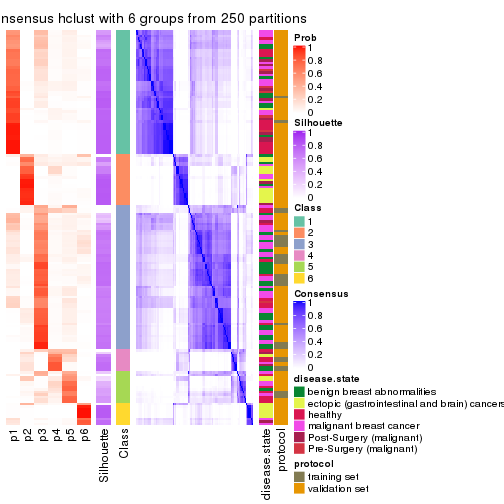 nsensus hclust with 6 groups from 250 partitions
Prob
1
0.8
0.6
0.4
0.2
0
Silhouette
1
0.8
0.6
0.4
0.2
0
Class
1
2
3
4
5
6
Consensus
1
0.8
0.6
0.4
0.2
0
disease.state
benign breast abnormalities
ectopic (gastrointestinal and brain) cancers
healthy
malignant breast cancer
Post-Surgery (malignant)
Pre-Surgery (malignant)
protocol
training set
validation set
p1
p2
p3
p4
p5
p6
Silhouette
Class
disease.state
protocol